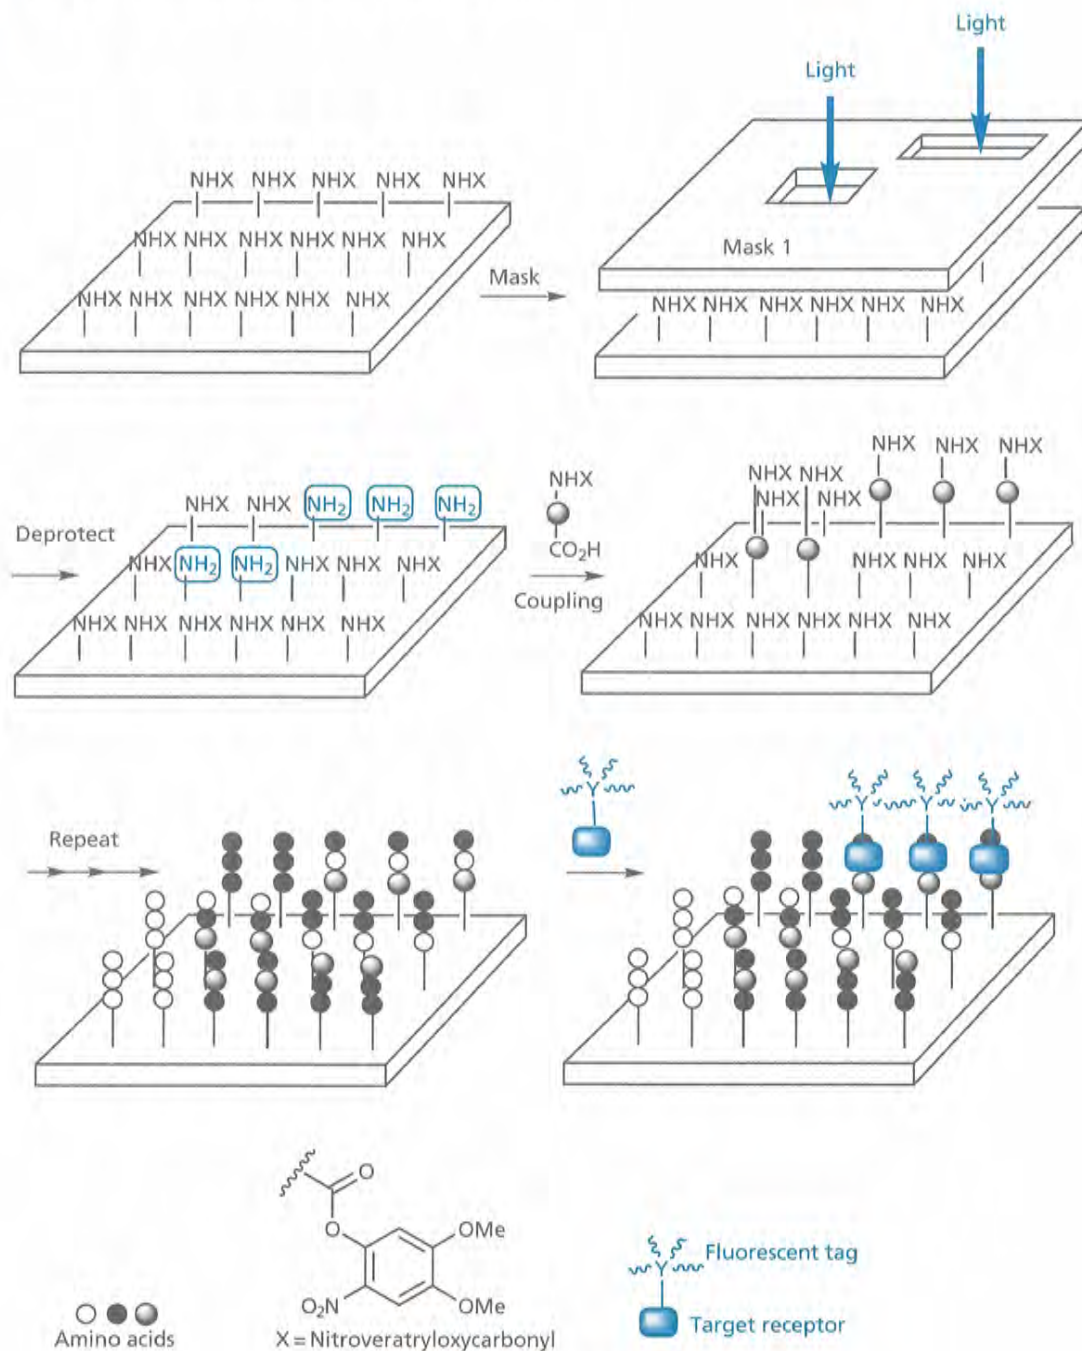 Light
Light
NHX NHX NHX NHX NHX
NHX NHX NHX NHX NHX NHX
NHX NHX NHX NHX NHX NHX
Mask
Mask 1
NHX NHX NHX NHX NHX NHX
Deprotect
NHX NHX NH2 NH2 NH2
NHX NH2 NH2 NHX NHX NHX
NHX NHX NHX NHX NHX NHX
NHX
CO2H
Coupling
NHX NHX NHX
NHX NHX
NHX NHX
NHX NHX NHX NHX
NHX NHX NHX NHX NHX NHX
Repeat
Y
Y Y Y
O
O
OMe
O2N
OMe
Amino acids
X = Nitroveratryloxycarbonyl
Y
Fluorescent tag
Target receptor